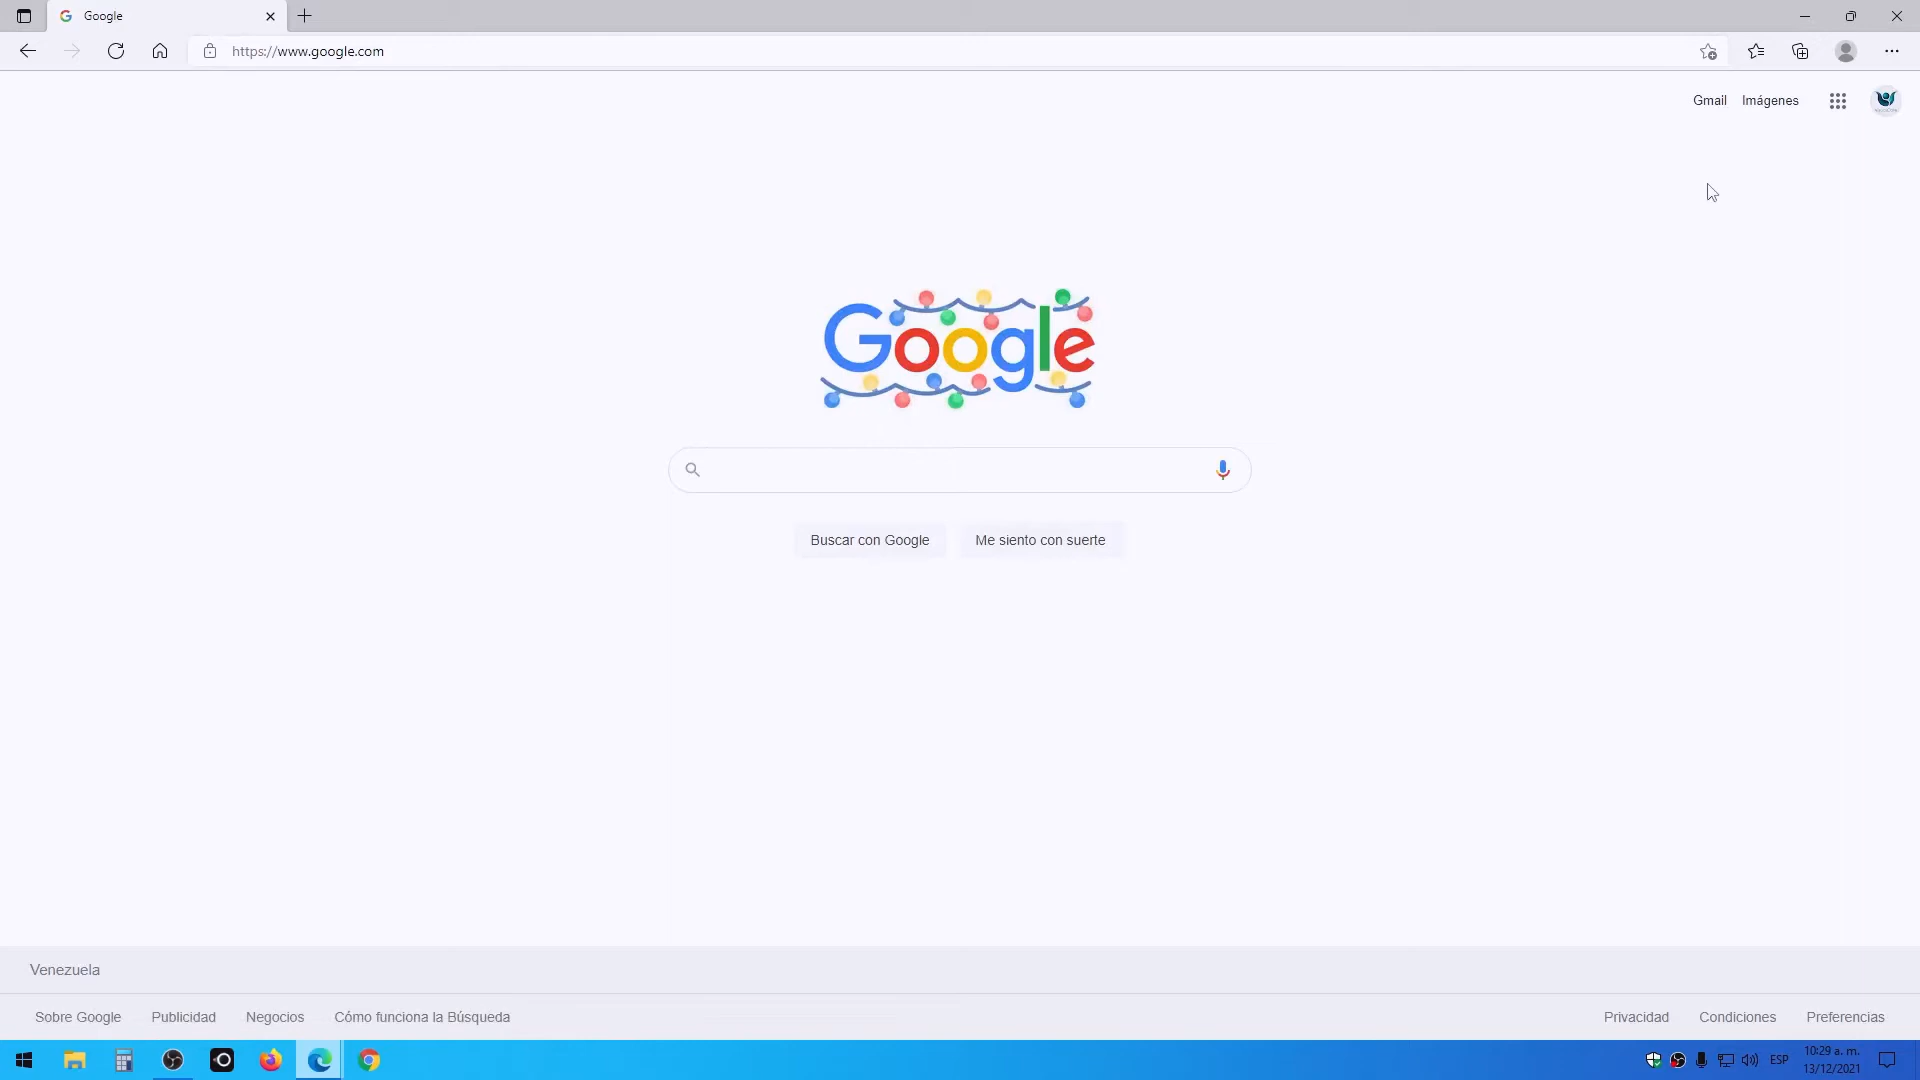 Google
https://www.google.com
Gmail
Imágenes
Google
Buscar con Google
Me siento con suerte
Venezuela
Sobre Google
Publicidad
Negocios
Cómo funciona la Búsqueda
Privacidad
Condiciones
Preferencias
ESP
10:29 a. m.
13/12/2021